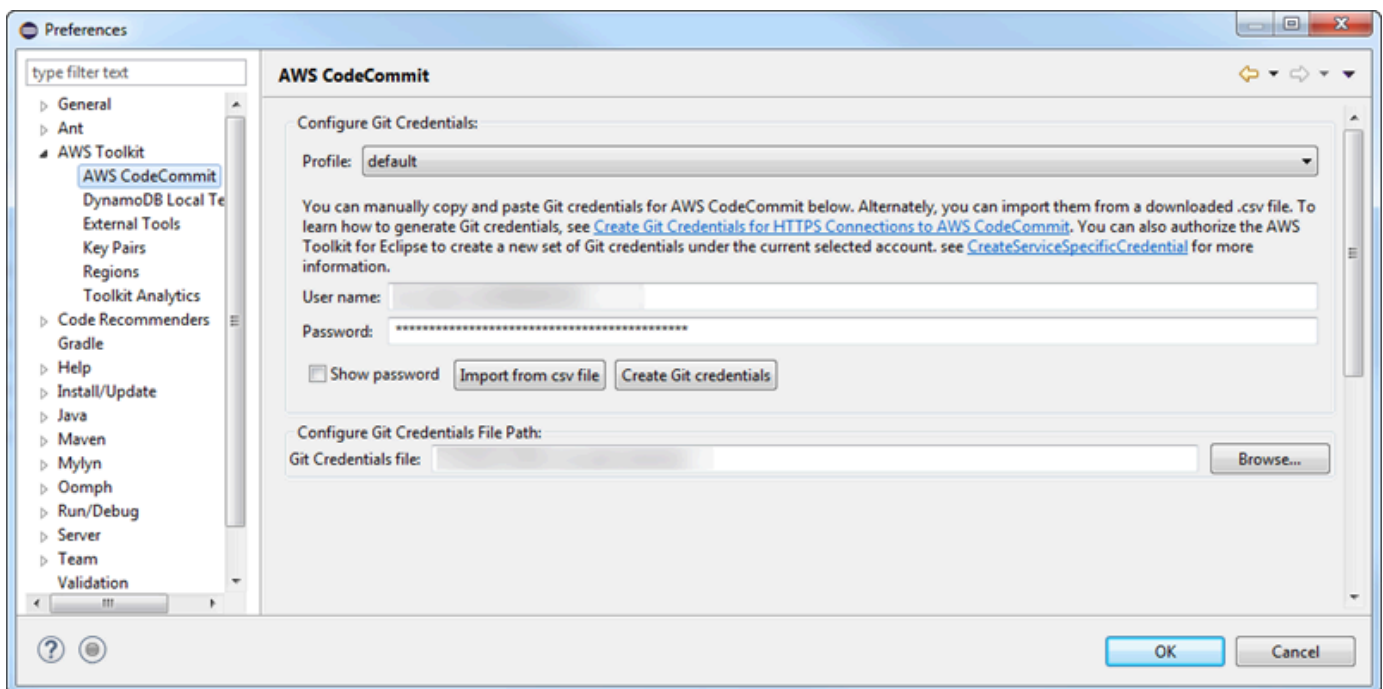 Preferences
type filter text
General
Ant
AWS Toolkit
AWS CodeCommit
DynamoDB Local Te
External Tools
Key Pairs
Regions
Toolkit Analytics
Code Recommenders
Gradle
Help
Install/Update
Java
Maven
Mylyn
Oomph
Run/Debug
Server
Team
Validation
AWS CodeCommit
Configure Git Credentials:
Profile: default
You can manually copy and paste Git credentials for AWS CodeCommit below. Alternately, you can import them from a downloaded .csv file. To
learn how to generate Git credentials, see Create Git Credentials for HTTPS Connections to AWS CodeCommit. You can also authorize the AWS
Toolkit for Eclipse to create a new set of Git credentials under the current selected account. see CreateServiceSpecificCredential for more
information.
User name:
Password: ********************************************
Show password Import from csv file Create Git credentials
Configure Git Credentials File Path:
Git Credentials file: Browse...
OK Cancel